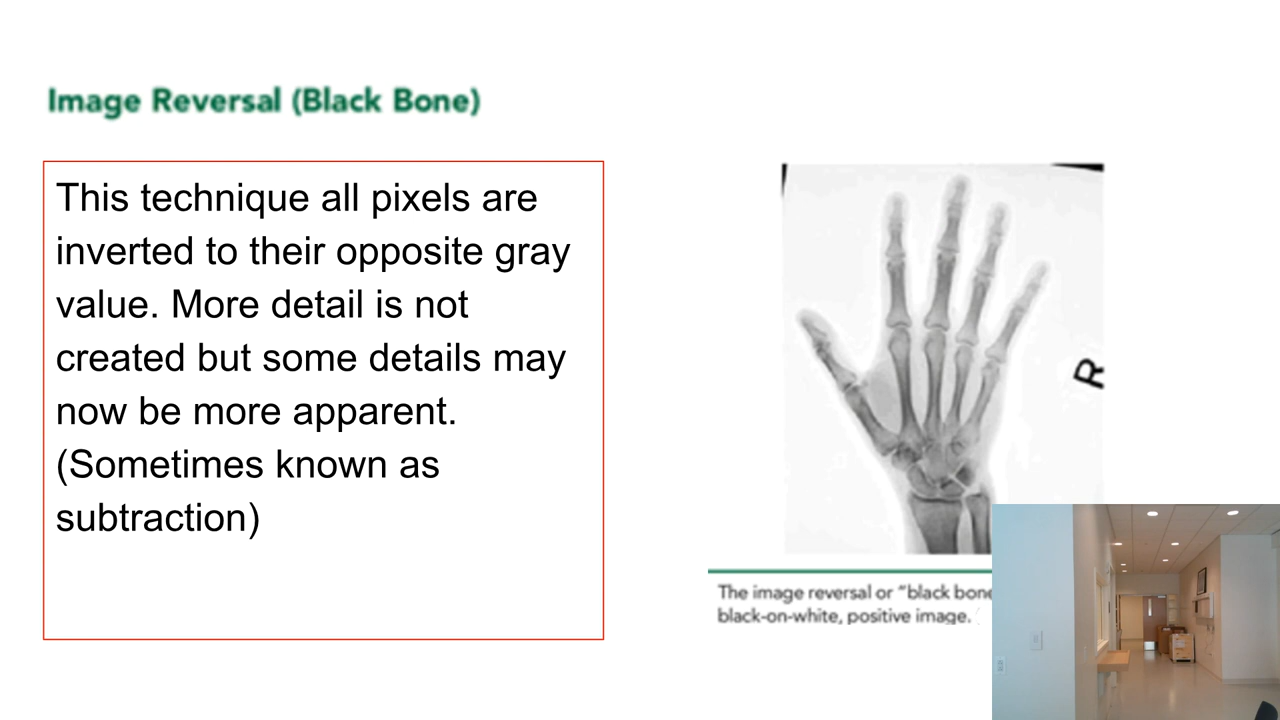 Image Reversal (Black Bone)
This technique all pixels are
inverted to their opposite gray
value. More detail is not
created but some details may
now be more apparent.
(Sometimes known as
subtraction)
R
The image reversal or “black bone
black-on-white, positive image.